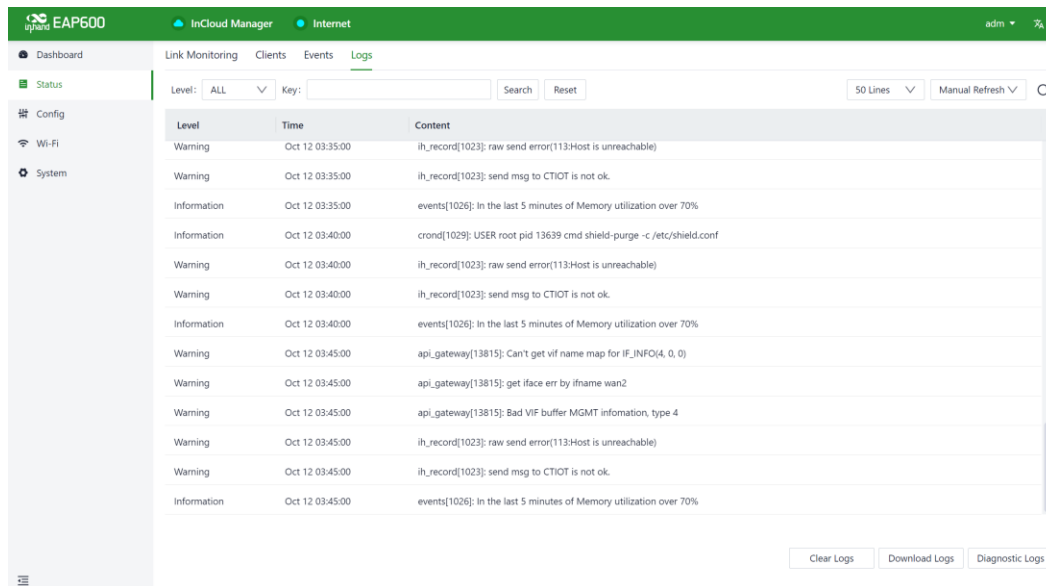 inhand EAP600 InCloud Manager Internet adm
Dashboard
Status
Config
Wi-Fi
System
Link Monitoring Clients Events Logs
Level: ALL Key: Search Reset 50 Lines Manual Refresh
Level Time Content
Warning Oct 12 03:35:00 ih_record[1023]: raw send error(113:Host is unreachable)
Warning Oct 12 03:35:00 ih_record[1023]: send msg to CTIOT is not ok.
Information Oct 12 03:35:00 events[1026]: In the last 5 minutes of Memory utilization over 70%
Information Oct 12 03:40:00 crond[1029]: USER root pid 13639 cmd shield-purge -c /etc/shield.conf
Warning Oct 12 03:40:00 ih_record[1023]: raw send error(113:Host is unreachable)
Warning Oct 12 03:40:00 ih_record[1023]: send msg to CTIOT is not ok.
Information Oct 12 03:40:00 events[1026]: In the last 5 minutes of Memory utilization over 70%
Warning Oct 12 03:45:00 api_gateway[13815]: Can't get vif name map for IF_INFO(4, 0, 0)
Warning Oct 12 03:45:00 api_gateway[13815]: get iface err by ifname wan2
Warning Oct 12 03:45:00 api_gateway[13815]: Bad VIF buffer MGMT infomation, type 4
Warning Oct 12 03:45:00 ih_record[1023]: raw send error(113:Host is unreachable)
Warning Oct 12 03:45:00 ih_record[1023]: send msg to CTIOT is not ok.
Information Oct 12 03:45:00 events[1026]: In the last 5 minutes of Memory utilization over 70%
Clear Logs Download Logs Diagnostic Logs